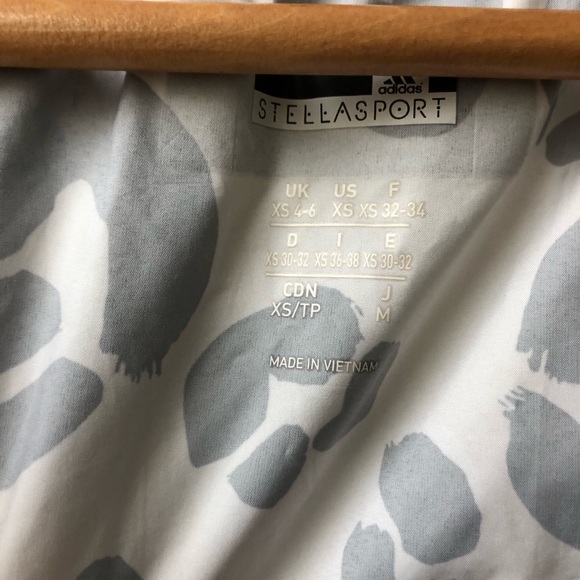 adidas
STELLASPORT
UK US F
XS 4-6 XS XS 32-34
D I E
XS 30-32 XS 36-38 XS 30-32
CDN J
XS/TP M
MADE IN VIETNAM